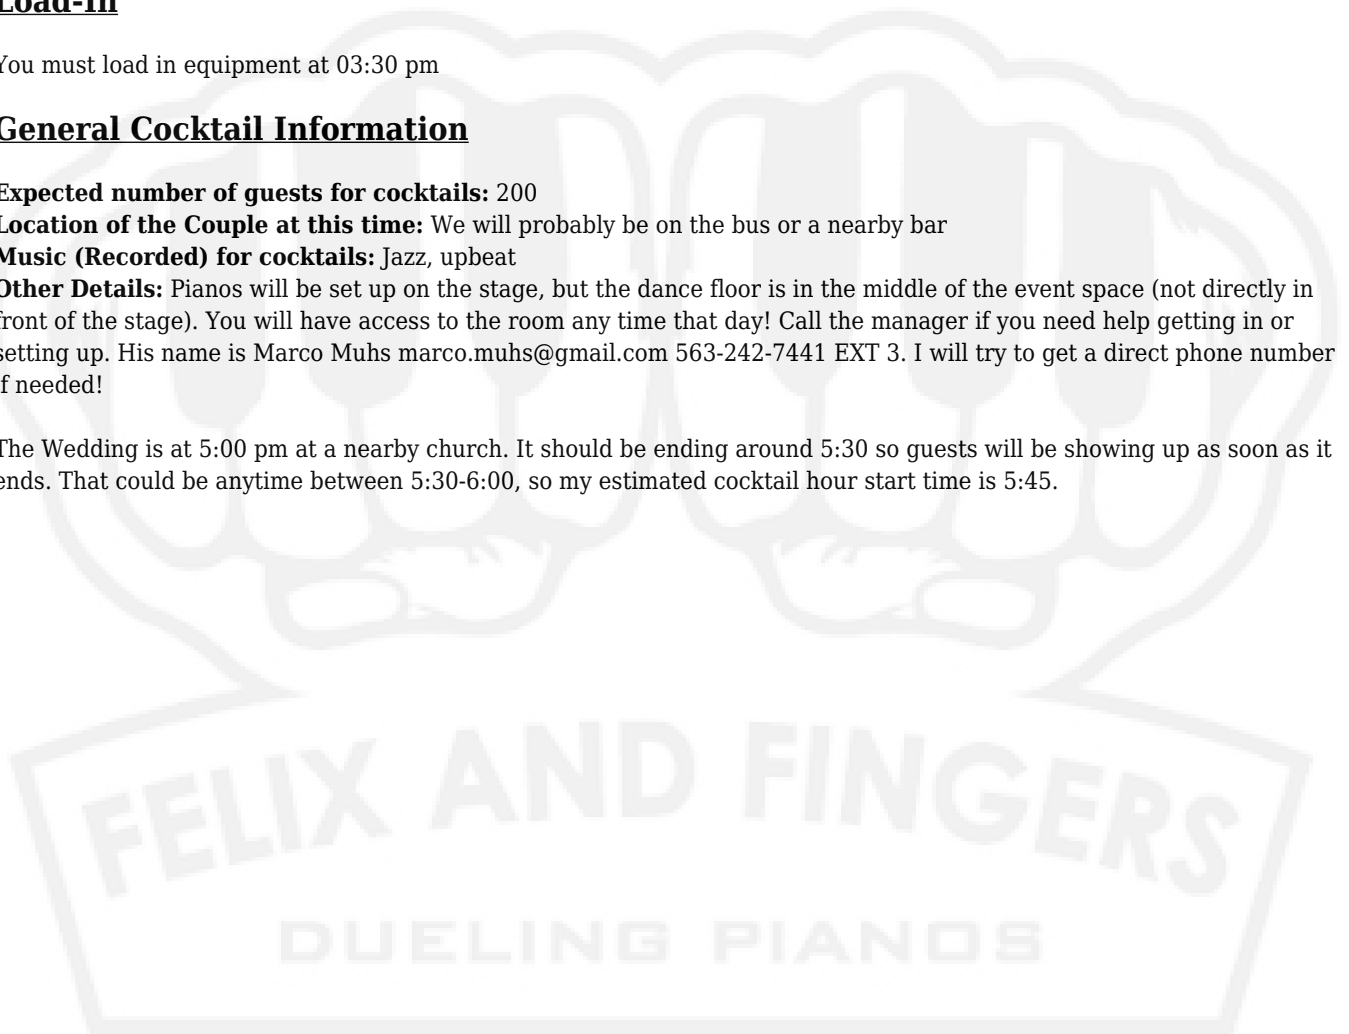 Load-In
You must load in equipment at 03:30 pm
General Cocktail Information
Expected number of guests for cocktails: 200
Location of the Couple at this time: We will probably be on the bus or a nearby bar
Music (Recorded) for cocktails: Jazz, upbeat
Other Details: Pianos will be set up on the stage, but the dance floor is in the middle of the event space (not directly in
front of the stage). You will have access to the room any time that day! Call the manager if you need help getting in or
setting up. His name is Marco Muhs marco.muhs@gmail.com 563-242-7441 EXT 3. I will try to get a direct phone number
if needed!
The Wedding is at 5:00 pm at a nearby church. It should be ending around 5:30 so guests will be showing up as soon as it
ends. That could be anytime between 5:30-6:00, so my estimated cocktail hour start time is 5:45.
FELIX AND FINGERS
DUELING PIANOS